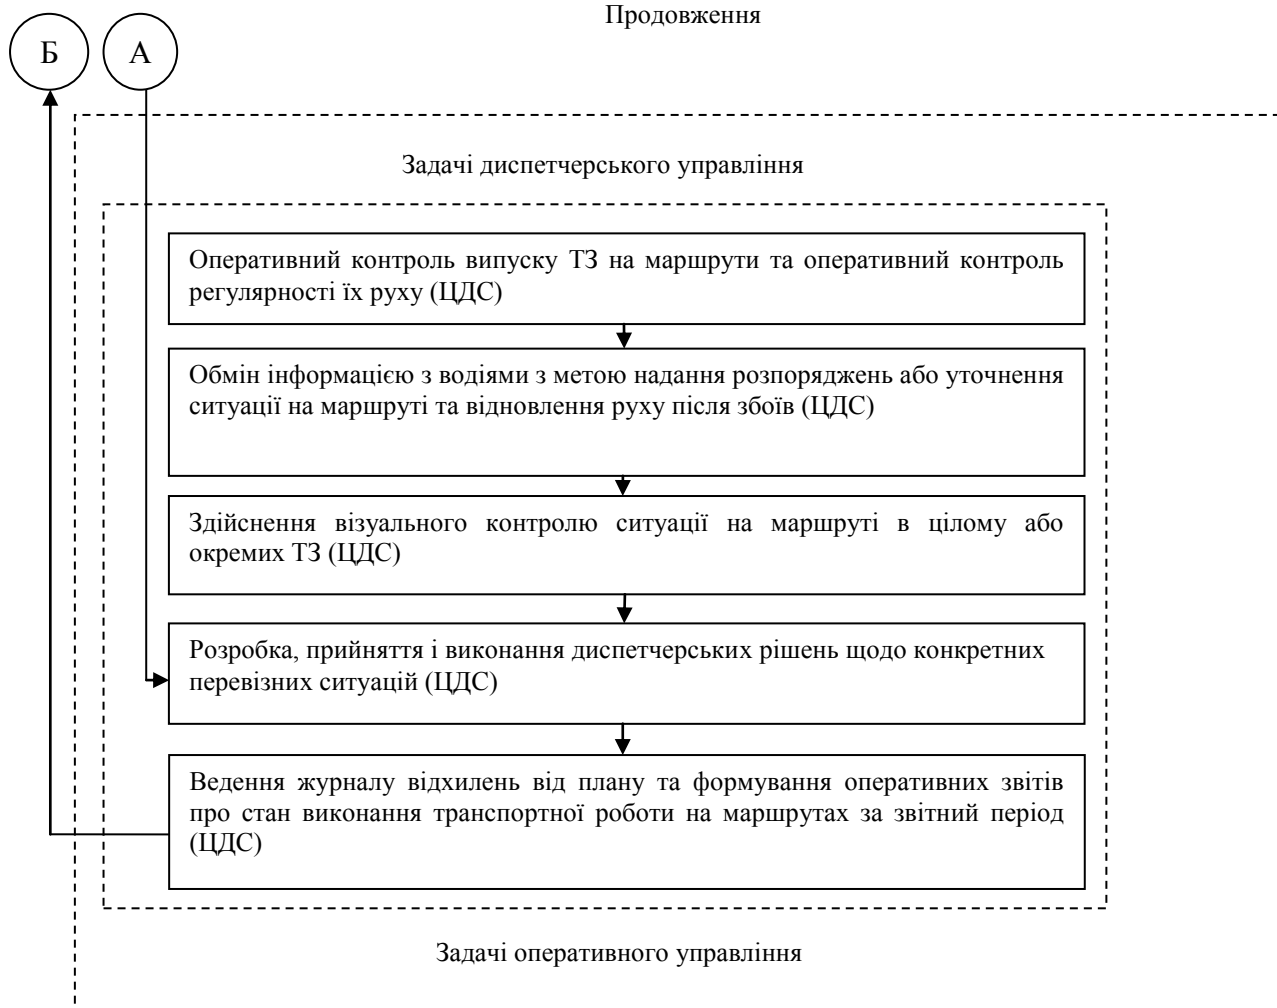 Продовження
Б
А
Задачі диспетчерського управління
Оперативний контроль випуску ТЗ на маршрути та оперативний контроль
регулярності їх руху (ЦДС)
Обмін інформацією з водіями з метою надання розпоряджень або уточнення
ситуації на маршруті та відновлення руху після збоїв (ЦДС)
Здійснення візуального контролю ситуації на маршруті в цілому або
окремих ТЗ (ЦДС)
Розробка, прийняття і виконання диспетчерських рішень щодо конкретних
перевізних ситуацій (ЦДС)
Ведення журналу відхилень від плану та формування оперативних звітів
про стан виконання транспортної роботи на маршрутах за звітний період
(ЦДС)
Задачі оперативного управління